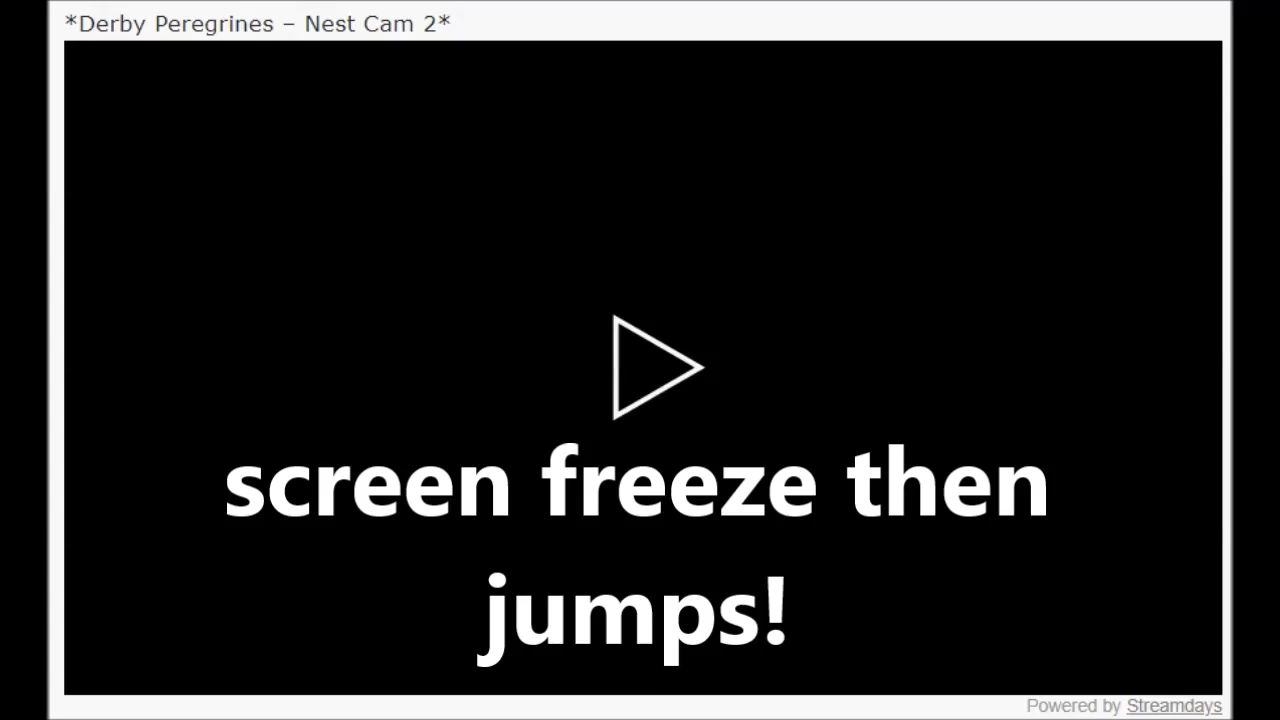 *Derby Peregrines – Nest Cam 2*
screen freeze then
jumps!
Powered by Streamdays